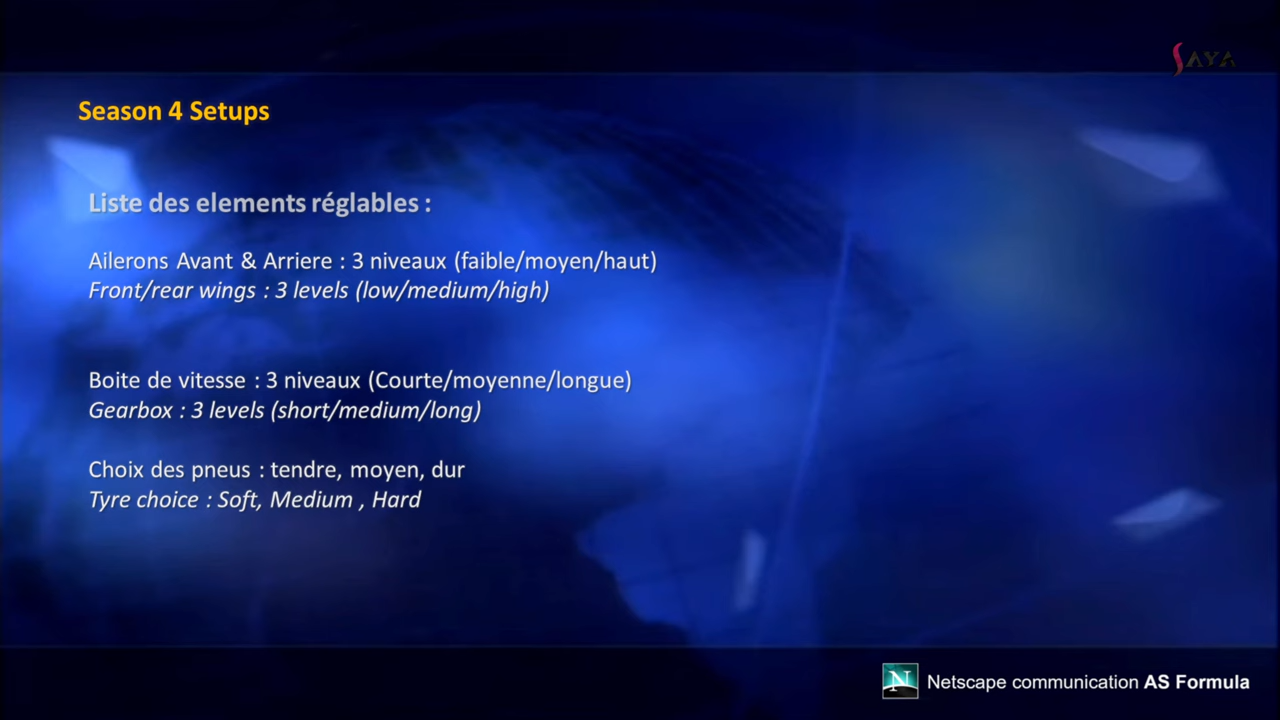 SAYA
Season 4 Setups
Liste des elements réglables :
Ailerons Avant & Arriere : 3 niveaux (faible/moyen/haut)
Front/rear wings : 3 levels (low/medium/high)
Boite de vitesse : 3 niveaux (Courte/moyenne/longue)
Gearbox : 3 levels (short/medium/long)
Choix des pneus : tendre, moyen, dur
Tyre choice : Soft, Medium , Hard
N Netscape communication AS Formula